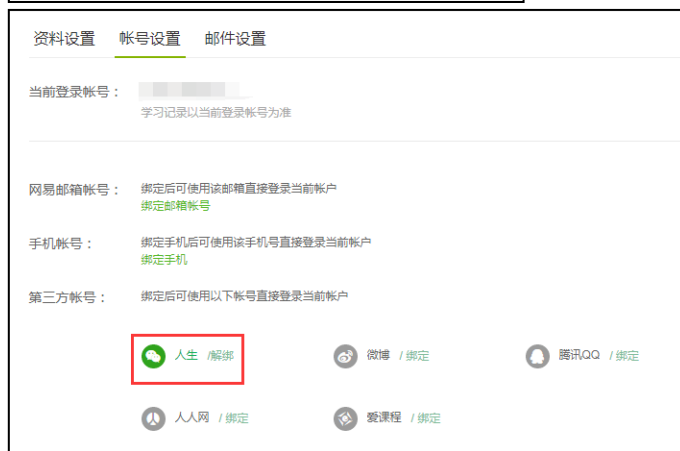 资料设置 帐号设置 邮件设置
当前登录帐号：
学习记录以当前登录帐号为准
网易邮箱帐号： 绑定后可使用该邮箱直接登录当前帐户
绑定邮箱帐号
手机帐号： 绑定手机后可使用该手机号直接登录当前帐户
绑定手机
第三方帐号： 绑定后可使用以下帐号直接登录当前帐户
人生 /解绑 微博 / 绑定 腾讯QQ / 绑定
人人网 / 绑定 爱课程 / 绑定